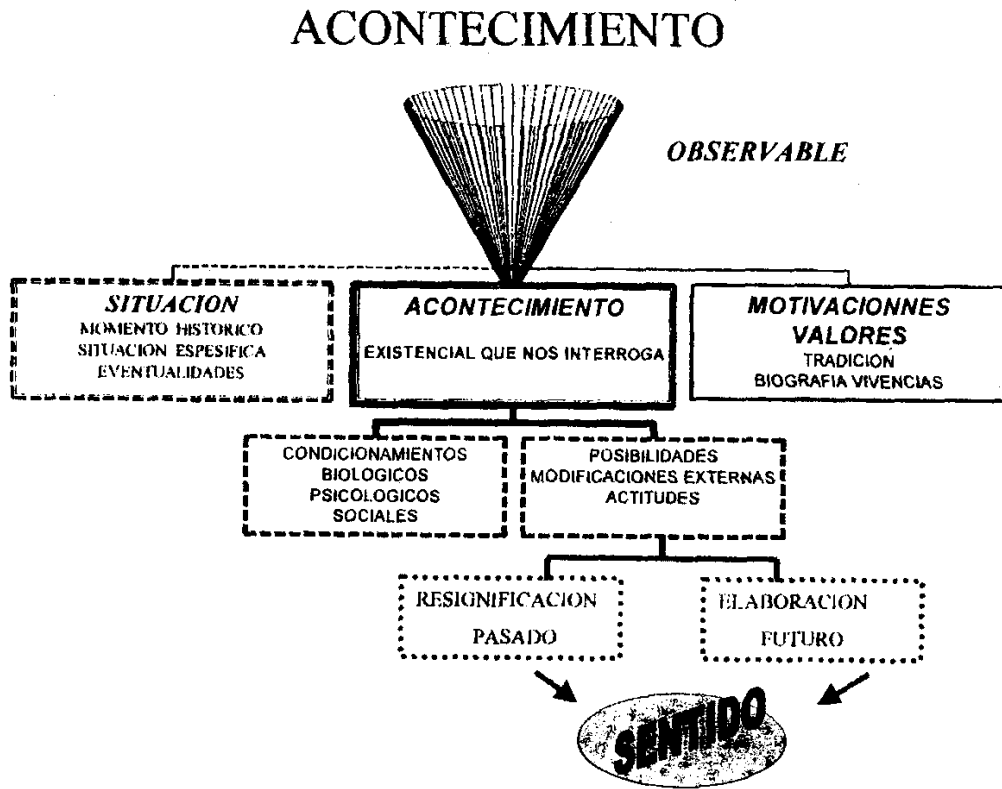 ACONTECIMIENTO
OBSERVABLE
SITUACION
MOMENTO HISTORICO
SITUACION ESPESIFICA
EVENTUALIDADES
ACONTECIMIENTO
EXISTENCIAL QUE NOS INTERROGA
MOTIVACIONNES
VALORES
TRADICION
BIOGRAFIA VIVENCIAS
CONDICIONAMIENTOS
BIOLOGICOS
PSICOLOGICOS
SOCIALES
POSIBILIDADES
MODIFICACIONES EXTERNAS
ACTITUDES
RESIGNIFICACION
PASADO
ELABORACION
FUTURO
SENTIDO